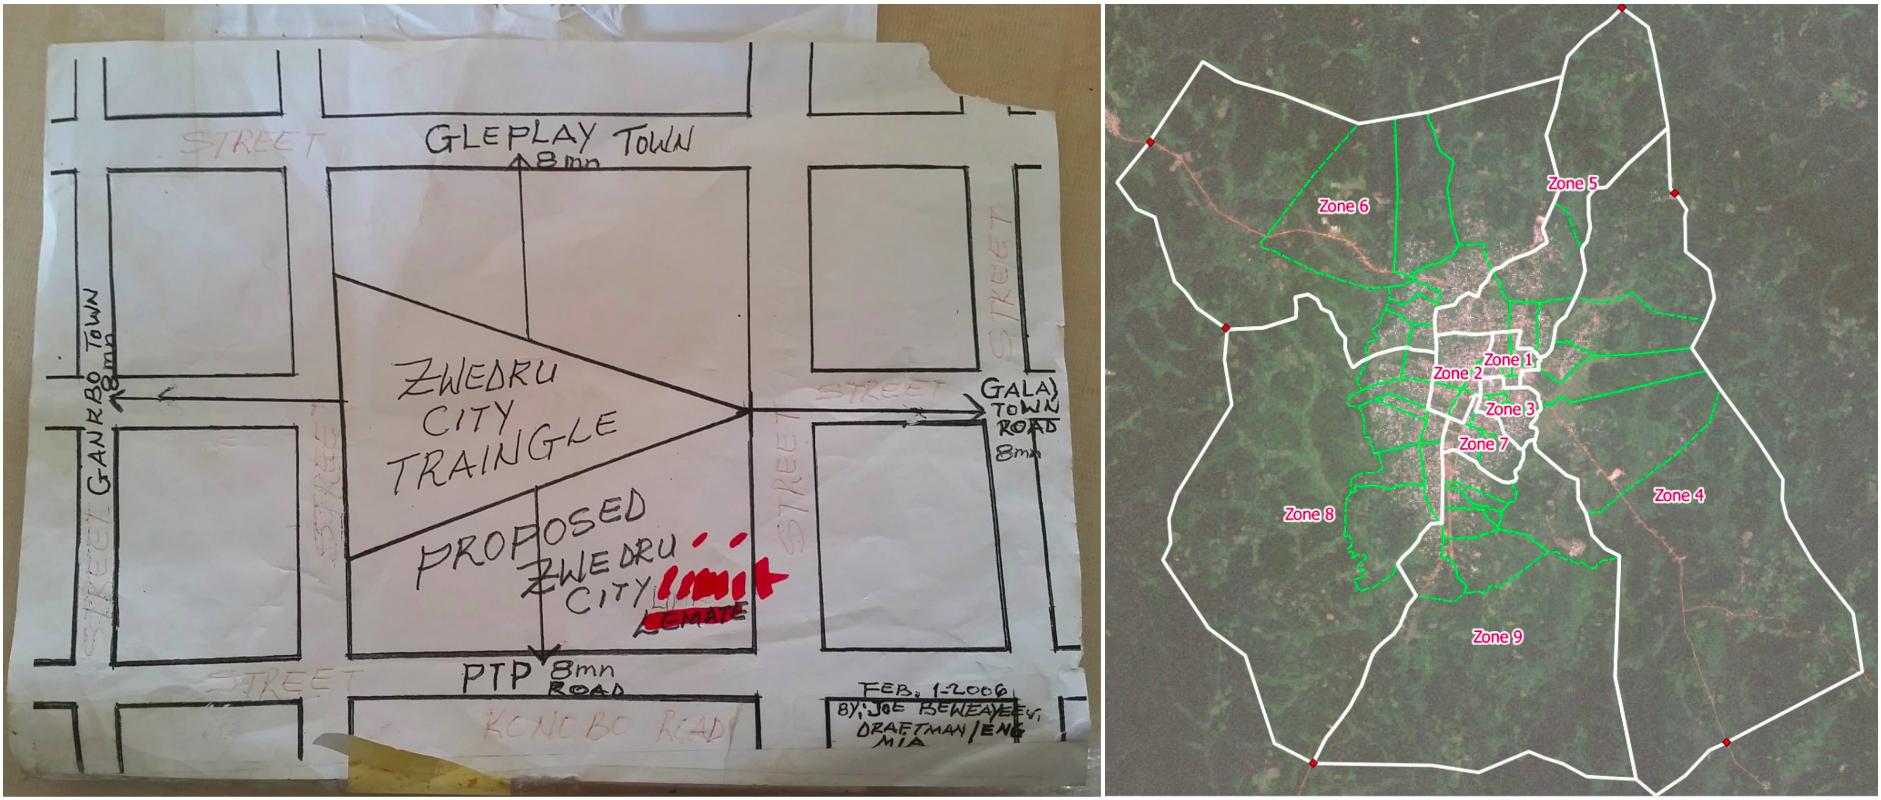 STREET
GLEPLAY TOWN
8mn
STREET
GANRBO TOWN
8mn
ZWEDRU
CITY
TRAINGLE
STREET
GALA
TOWN
ROAD
8mn
STREET
STREET
STREET
PROPOSED
ZWEDRU
CITY limit
LEMATE
STREET
PTP 8mn
ROAD
KONOBO ROAD
FEB. 1-2006
BY: JOE
DRAFTMAN/ENG
MIA
Zone 5
Zone 6
Zone 1
Zone 2
Zone 3
Zone 7
Zone 4
Zone 8
Zone 9